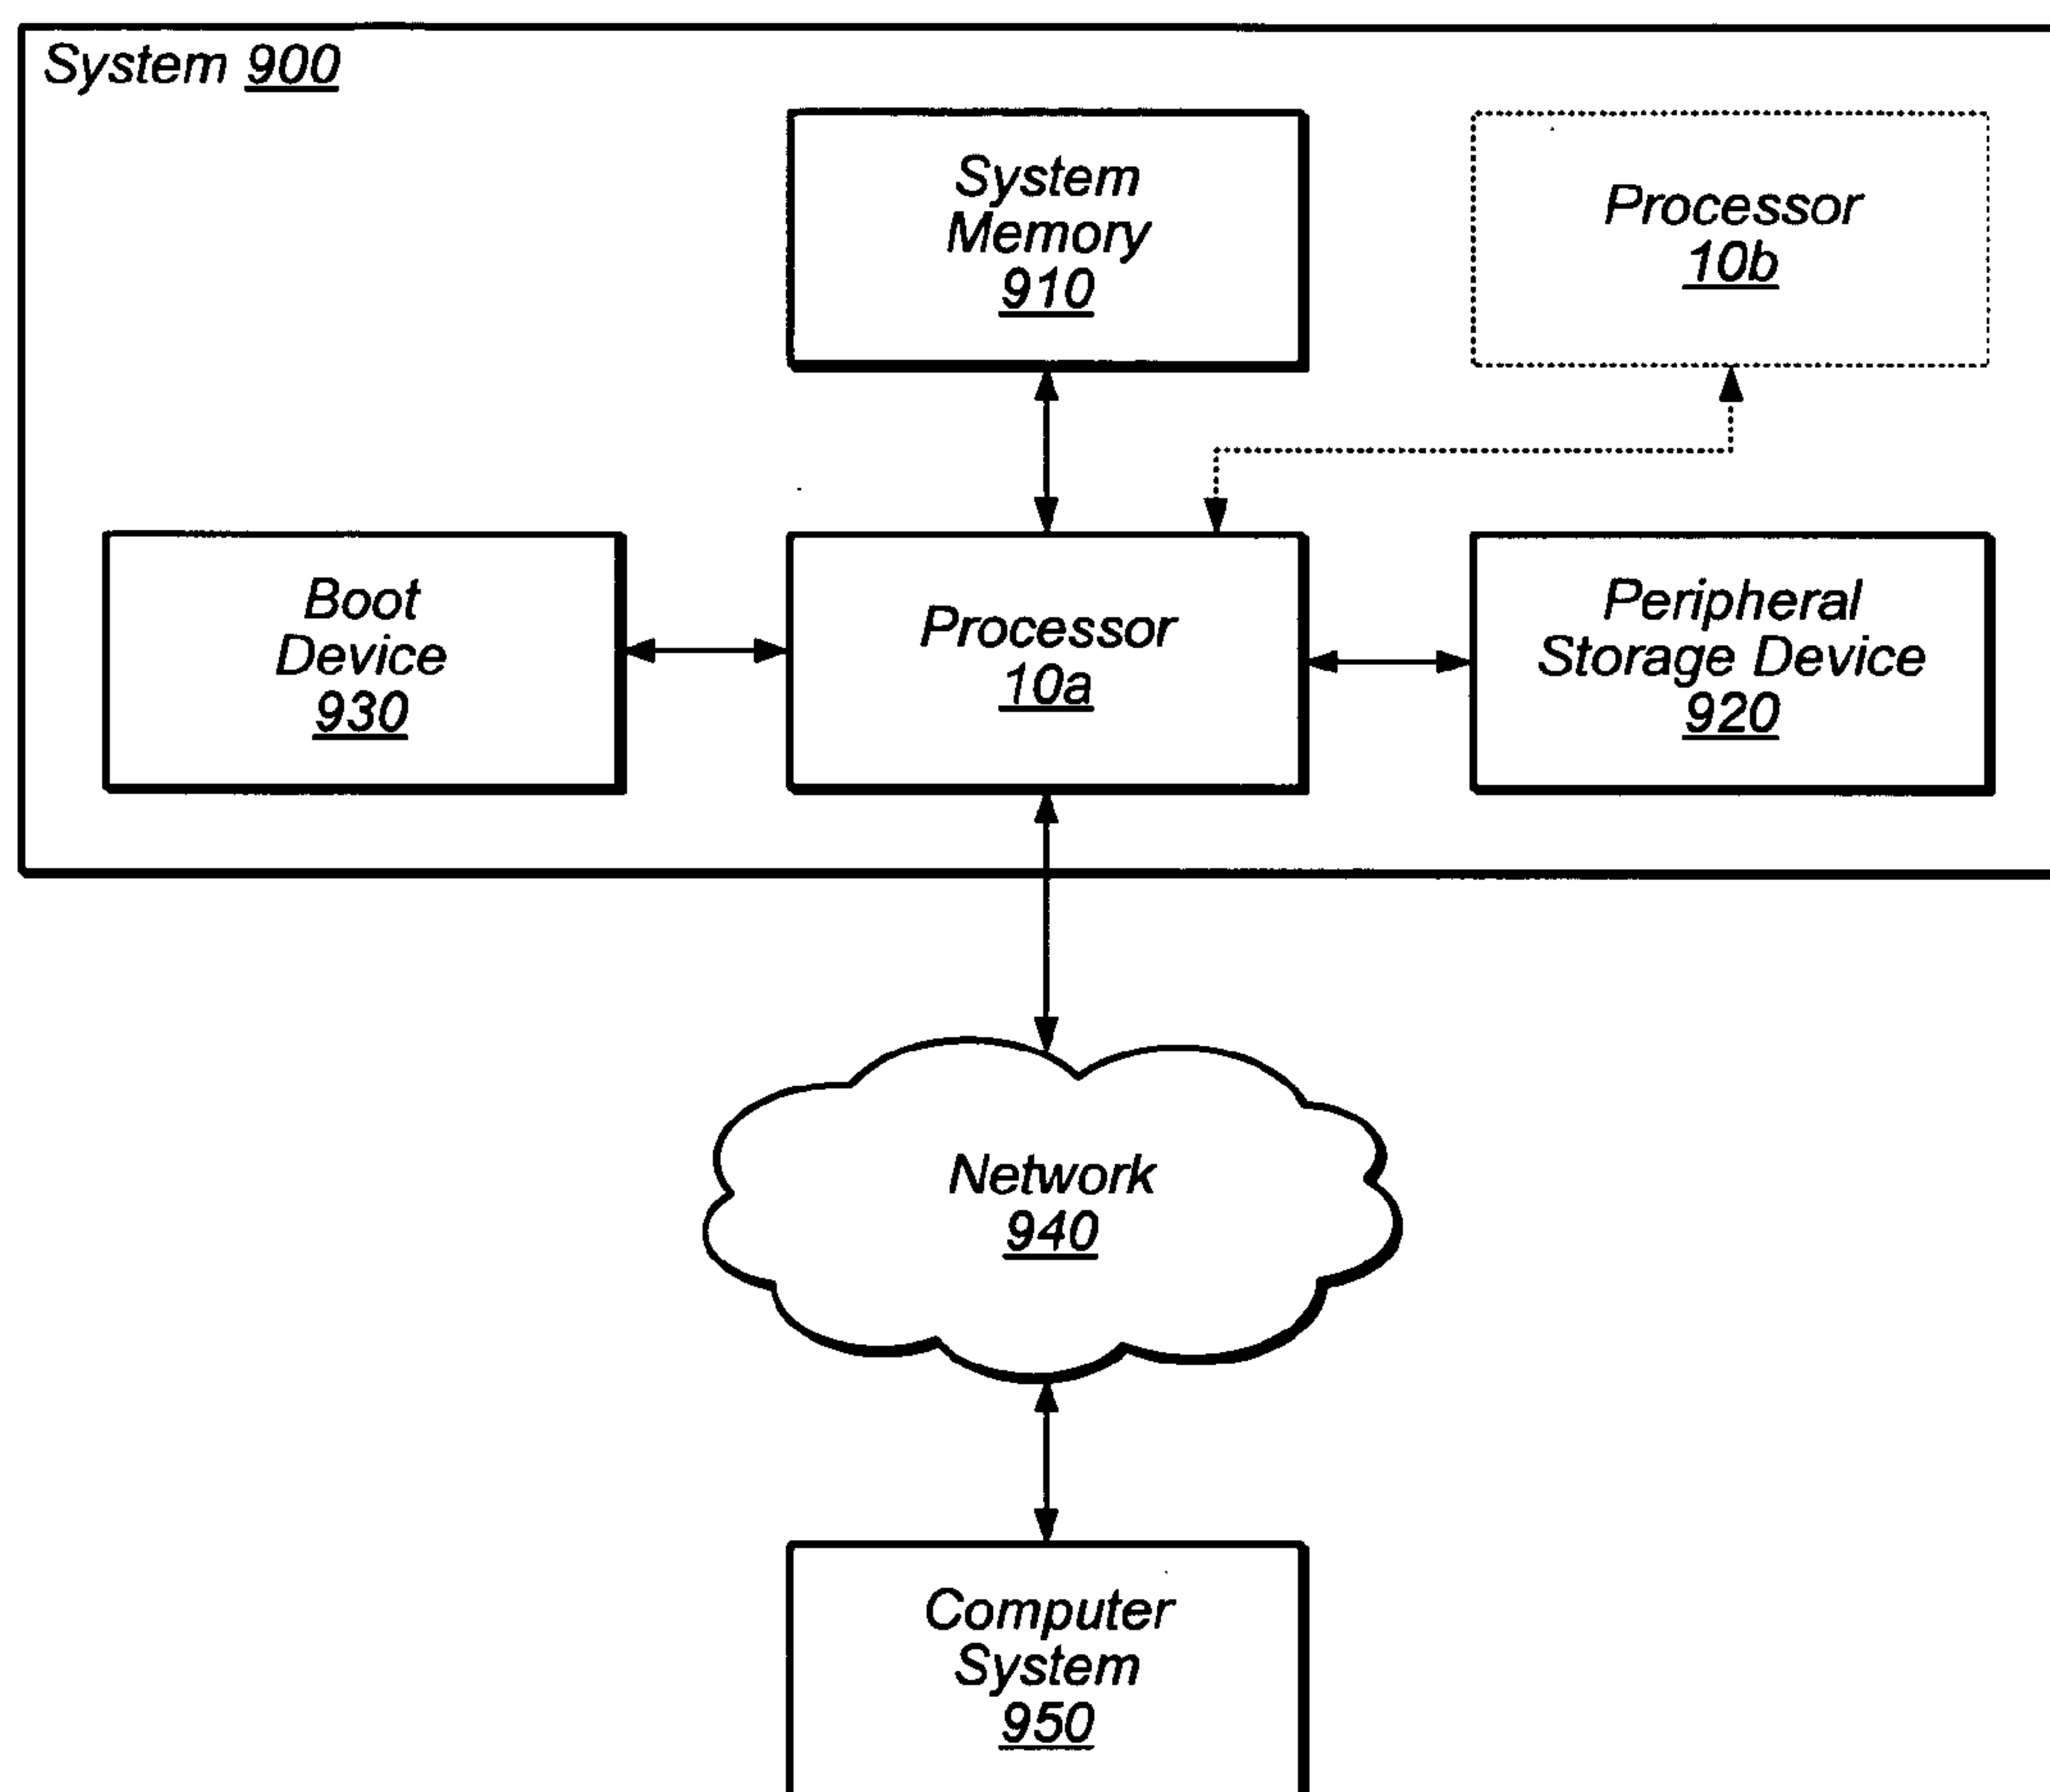 System 900
System
Memory
910
Processor
10b
Boot
Device
930
Processor
10a
Peripheral
Storage Device
920
Network
940
Computer
System
950